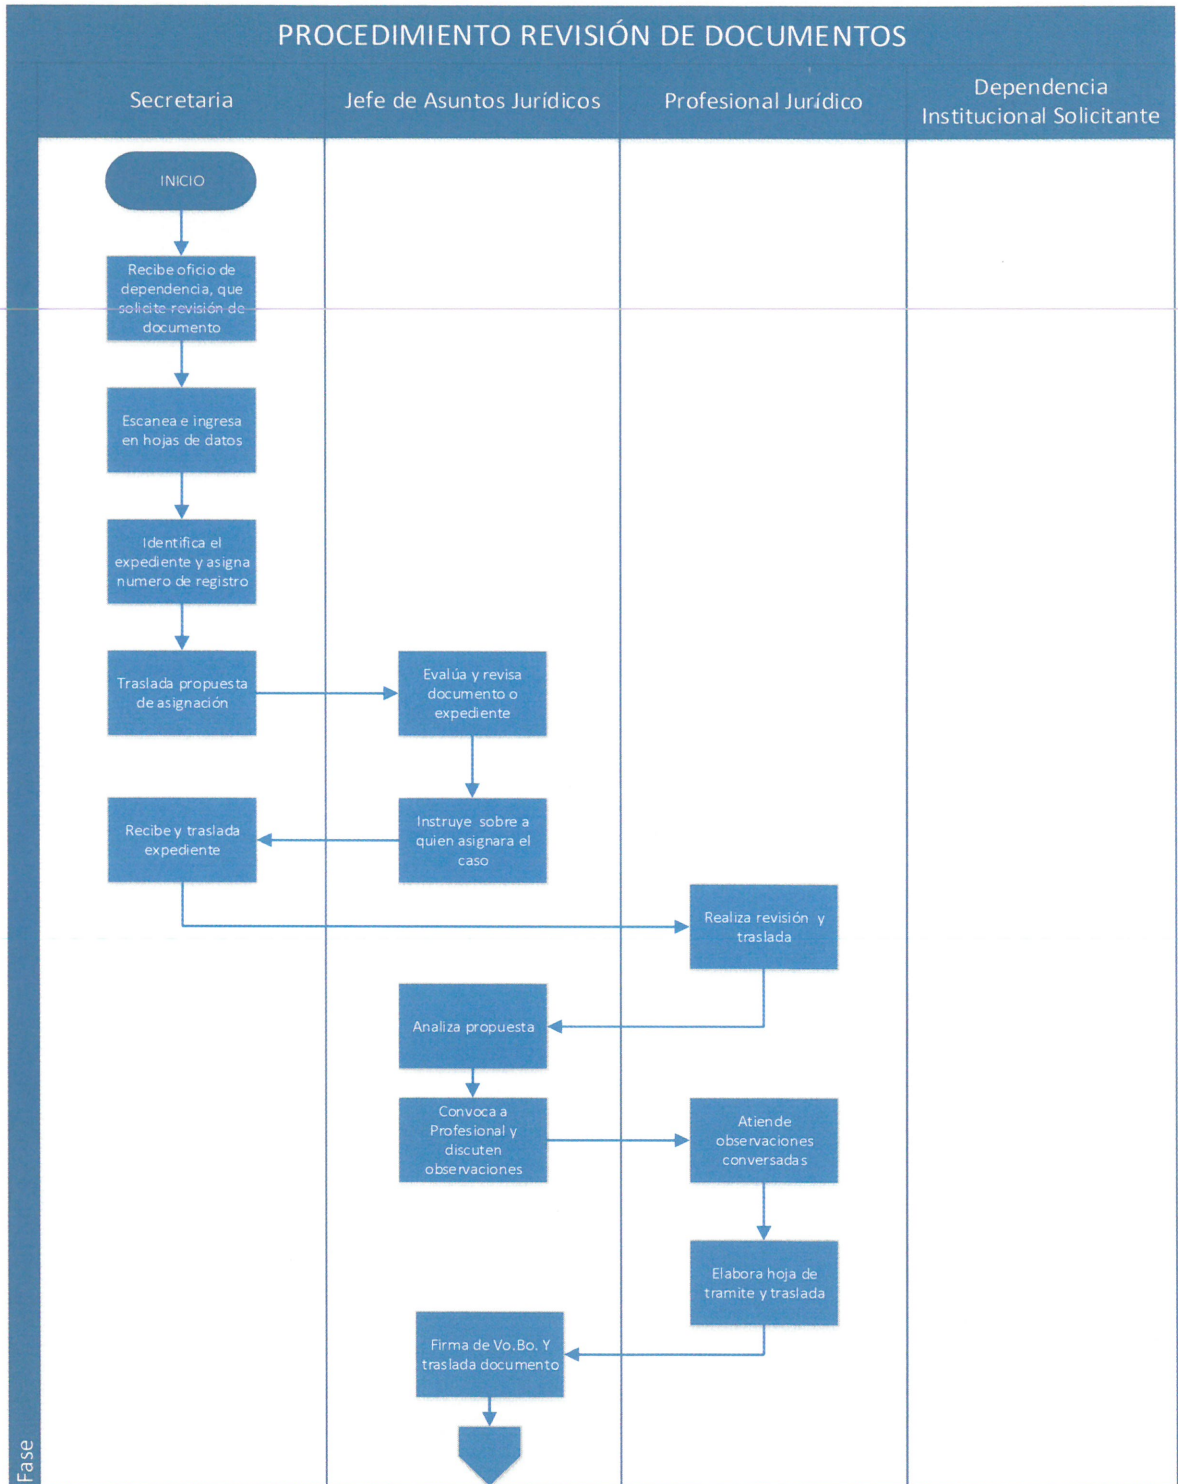 PROCEDIMIENTO REVISIÓN DE DOCUMENTOS
Secretaria
Jefe de Asuntos Jurídicos
Profesional Jurídico
Dependencia
Institucional Solicitante
INICIO
Recibe oficio de
dependencia, que
solicite revisión de
documento
Escanea e ingresa
en hojas de datos
Identifica el
expediente y asigna
numero de registro
Traslada propuesta
de asignación
Evalúa y revisa
documento o
expediente
Instruye sobre a
quien asignara el
caso
Recibe y traslada
expediente
Realiza revisión y
traslada
Analiza propuesta
Convoca a
Profesional y
discuten
observaciones
Atiende
observaciones
conversadas
Elabora hoja de
tramite y traslada
Firma de Vo.Bo. Y
traslada documento
Fase